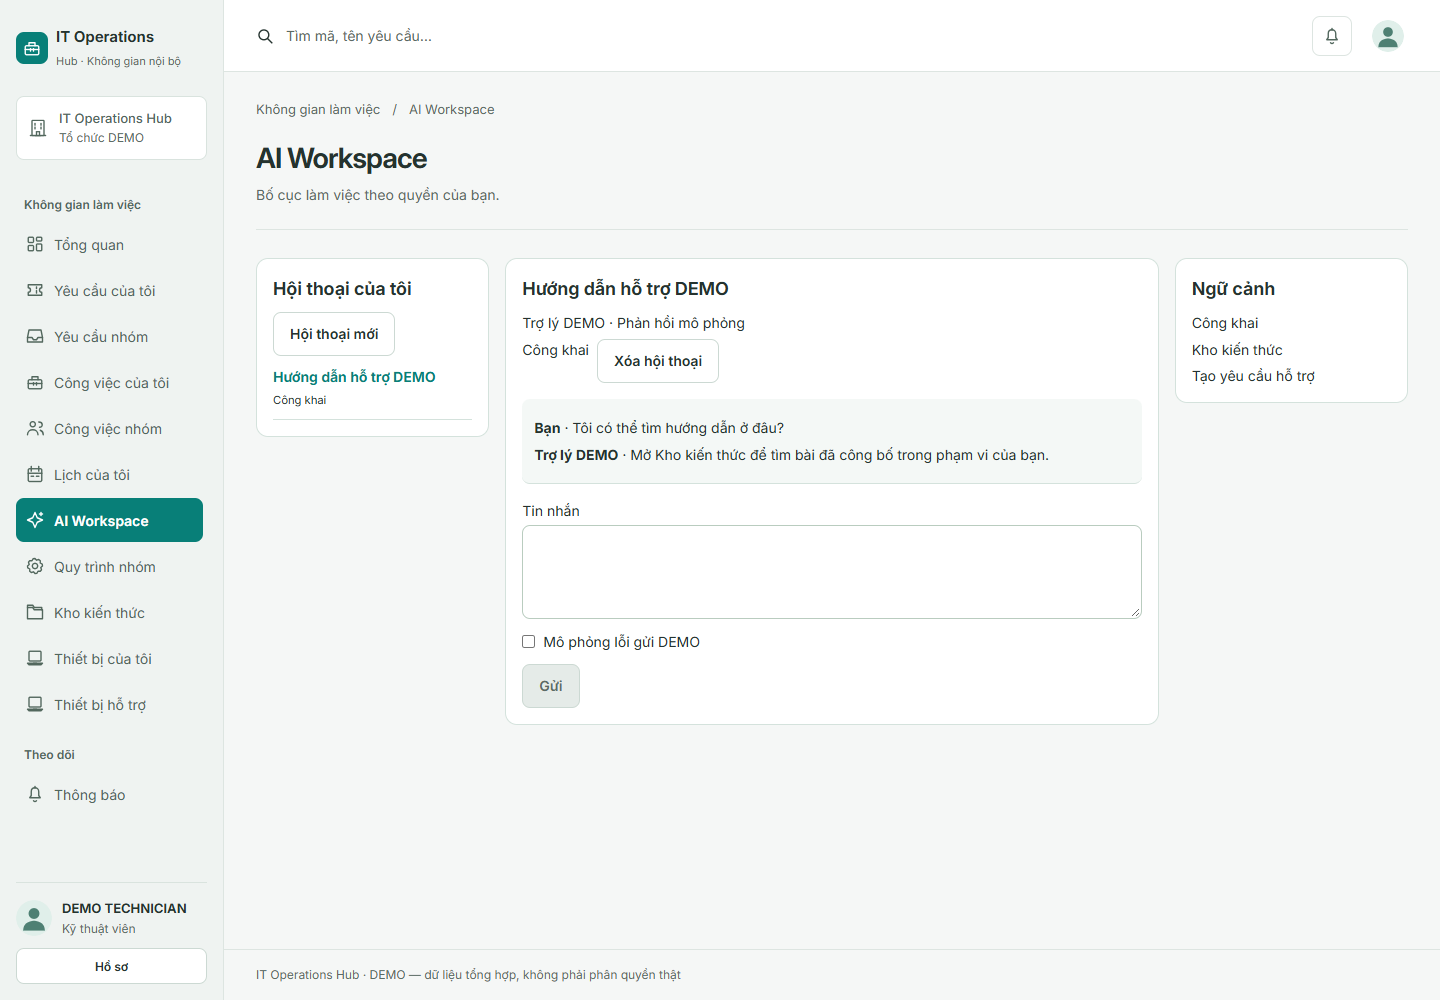 IT Operations
Hub · Không gian nội bộ
IT Operations Hub
Tổ chức DEMO
Không gian làm việc
Tổng quan
Yêu cầu của tôi
Yêu cầu nhóm
Công việc của tôi
Công việc nhóm
Lịch của tôi
AI Workspace
Quy trình nhóm
Kho kiến thức
Thiết bị của tôi
Thiết bị hỗ trợ
Theo dõi
Thông báo
DEMO TECHNICIAN
Kỹ thuật viên
Hồ sơ
Tìm mã, tên yêu cầu...
Không gian làm việc / AI Workspace
AI Workspace
Bố cục làm việc theo quyền của bạn.
Hội thoại của tôi
Hội thoại mới
Hướng dẫn hỗ trợ DEMO
Công khai
Hướng dẫn hỗ trợ DEMO
Trợ lý DEMO · Phản hồi mô phỏng
Công khai Xóa hội thoại
Bạn · Tôi có thể tìm hướng dẫn ở đâu?
Trợ lý DEMO · Mở Kho kiến thức để tìm bài đã công bố trong phạm vi của bạn.
Tin nhắn
Mô phỏng lỗi gửi DEMO
Gửi
Ngữ cảnh
Công khai
Kho kiến thức
Tạo yêu cầu hỗ trợ
IT Operations Hub · DEMO — dữ liệu tổng hợp, không phải phân quyền thật